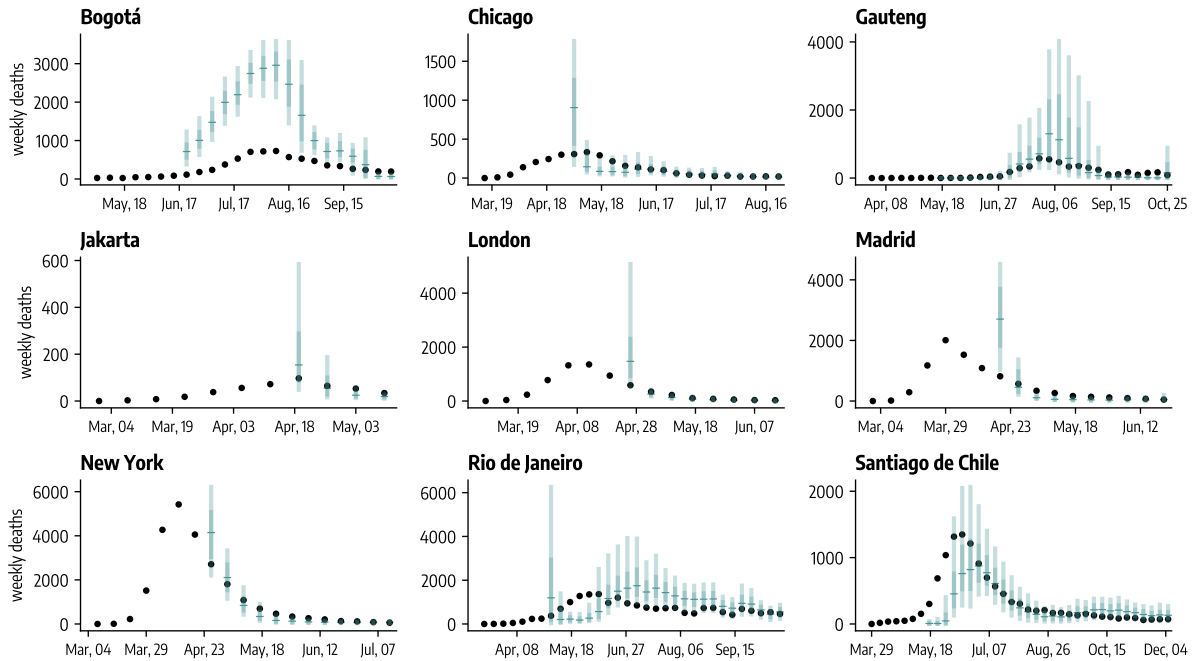 Bogotá
Chicago
Gauteng
weekly deaths
3000
2000
1000
0
May, 18 Jun, 17 Jul, 17 Aug, 16 Sep, 15
1500
1000
500
0
Mar, 19 Apr, 18 May, 18 Jun, 17 Jul, 17 Aug, 16
4000
2000
0
Apr, 08 May, 18 Jun, 27 Aug, 06 Sep, 15 Oct, 25
Jakarta
London
Madrid
weekly deaths
600
400
200
0
Mar, 04 Mar, 19 Apr, 03 Apr, 18 May, 03
4000
2000
0
Mar, 19 Apr, 08 Apr, 28 May, 18 Jun, 07
4000
2000
0
Mar, 04 Mar, 29 Apr, 23 May, 18 Jun, 12
New York
Rio de Janeiro
Santiago de Chile
weekly deaths
6000
4000
2000
0
Mar, 04 Mar, 29 Apr, 23 May, 18 Jun, 12 Jul, 07
6000
4000
2000
0
Apr, 08 May, 18 Jun, 27 Aug, 06 Sep, 15
2000
1000
0
Mar, 29 May, 18 Jul, 07 Aug, 26 Oct, 15 Dec, 04